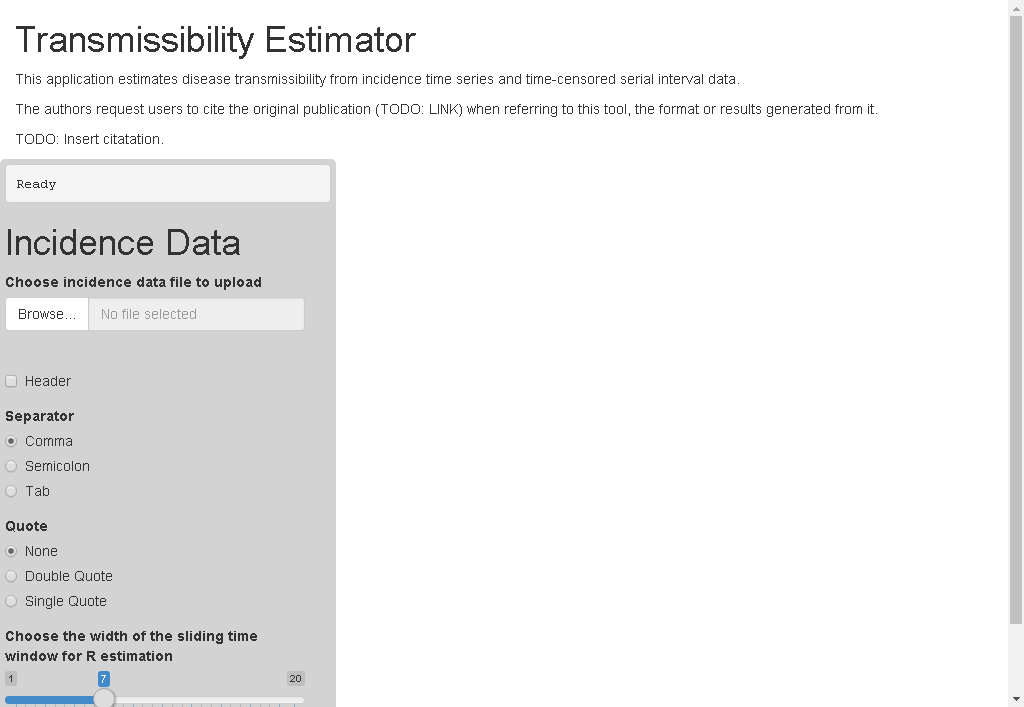 Transmissibility Estimator
This application estimates disease transmissibility from incidence time series and time-censored serial interval data.
The authors request users to cite the original publication (TODO: LINK) when referring to this tool, the format or results generated from it.
TODO: Insert citatation.
Ready
Incidence Data
Choose incidence data file to upload
Browse... No file selected
Header
Separator
Comma
Semicolon
Tab
Quote
None
Double Quote
Single Quote
Choose the width of the sliding time
window for R estimation
1 7 20